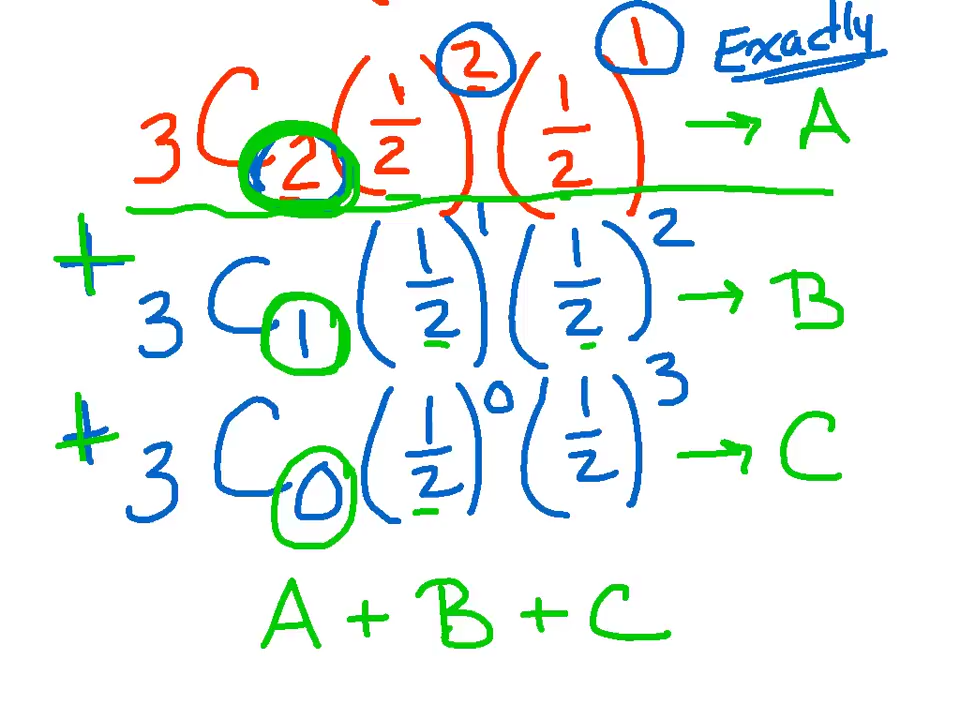 Exactly
3C2 (1/2)^2 (1/2)^1 → A
+ 3C1 (1/2)^1 (1/2)^2 → B
+ 3C0 (1/2)^0 (1/2)^3 → C
A + B + C